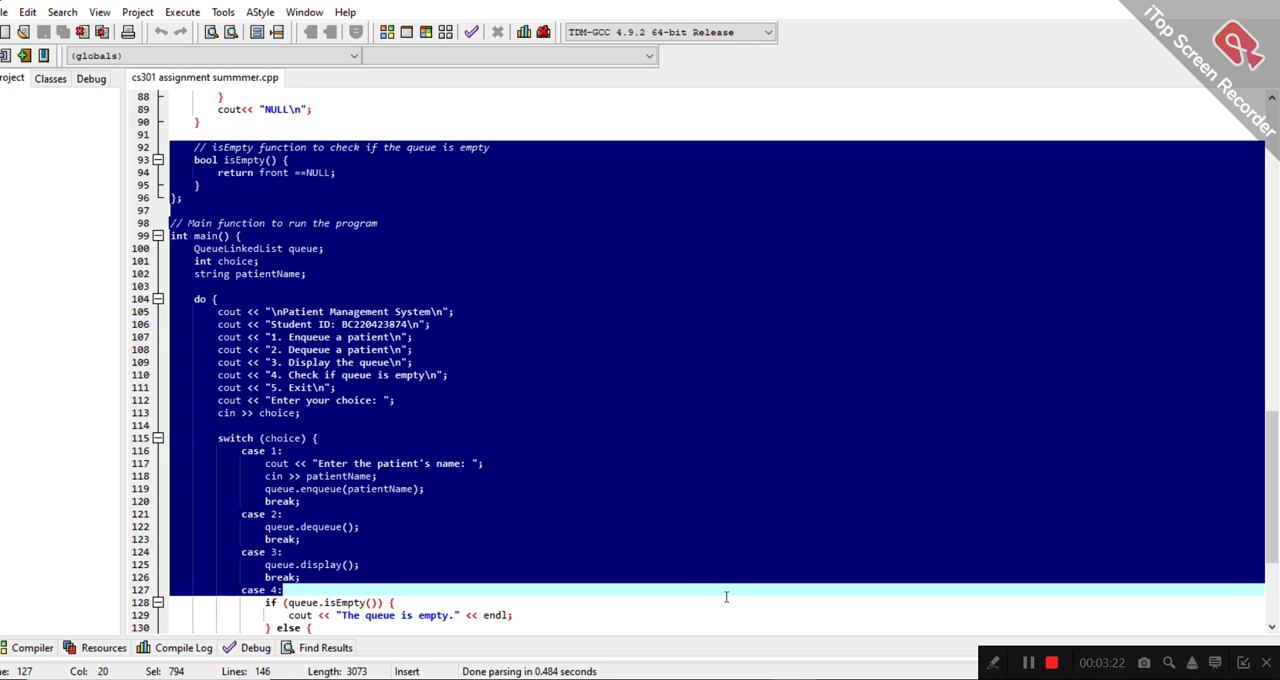 le Edit Search View Project Execute Tools AStyle Window Help
TDM-GCC 4.9.2 64-bit Release
(globals)
roject Classes Debug cs301 assignment summmer.cpp
iTop Screen Recorder
88 }
89 cout<< "NULL\n";
90 }
91
92 // isEmpty function to check if the queue is empty
93 bool isEmpty() {
94 return front ==NULL;
95 }
96 };
97
98 // Main function to run the program
99 int main() {
100 QueueLinkedList queue;
101 int choice;
102 string patientName;
103
104 do {
105 cout << "\nPatient Management System\n";
106 cout << "Student ID: BC220423874\n";
107 cout << "1. Enqueue a patient\n";
108 cout << "2. Dequeue a patient\n";
109 cout << "3. Display the queue\n";
110 cout << "4. Check if queue is empty\n";
111 cout << "5. Exit\n";
112 cout << "Enter your choice: ";
113 cin >> choice;
114
115 switch (choice) {
116 case 1:
117 cout << "Enter the patient's name: ";
118 cin >> patientName;
119 queue.enqueue(patientName);
120 break;
121 case 2:
122 queue.dequeue();
123 break;
124 case 3:
125 queue.display();
126 break;
127 case 4:
128 if (queue.isEmpty()) {
129 cout << "The queue is empty." << endl;
130 } else {
Compiler Resources Compile Log Debug Find Results
ne: 127 Col: 20 Sel: 794 Lines: 146 Length: 3073 Insert Done parsing in 0.484 seconds
00:03:22